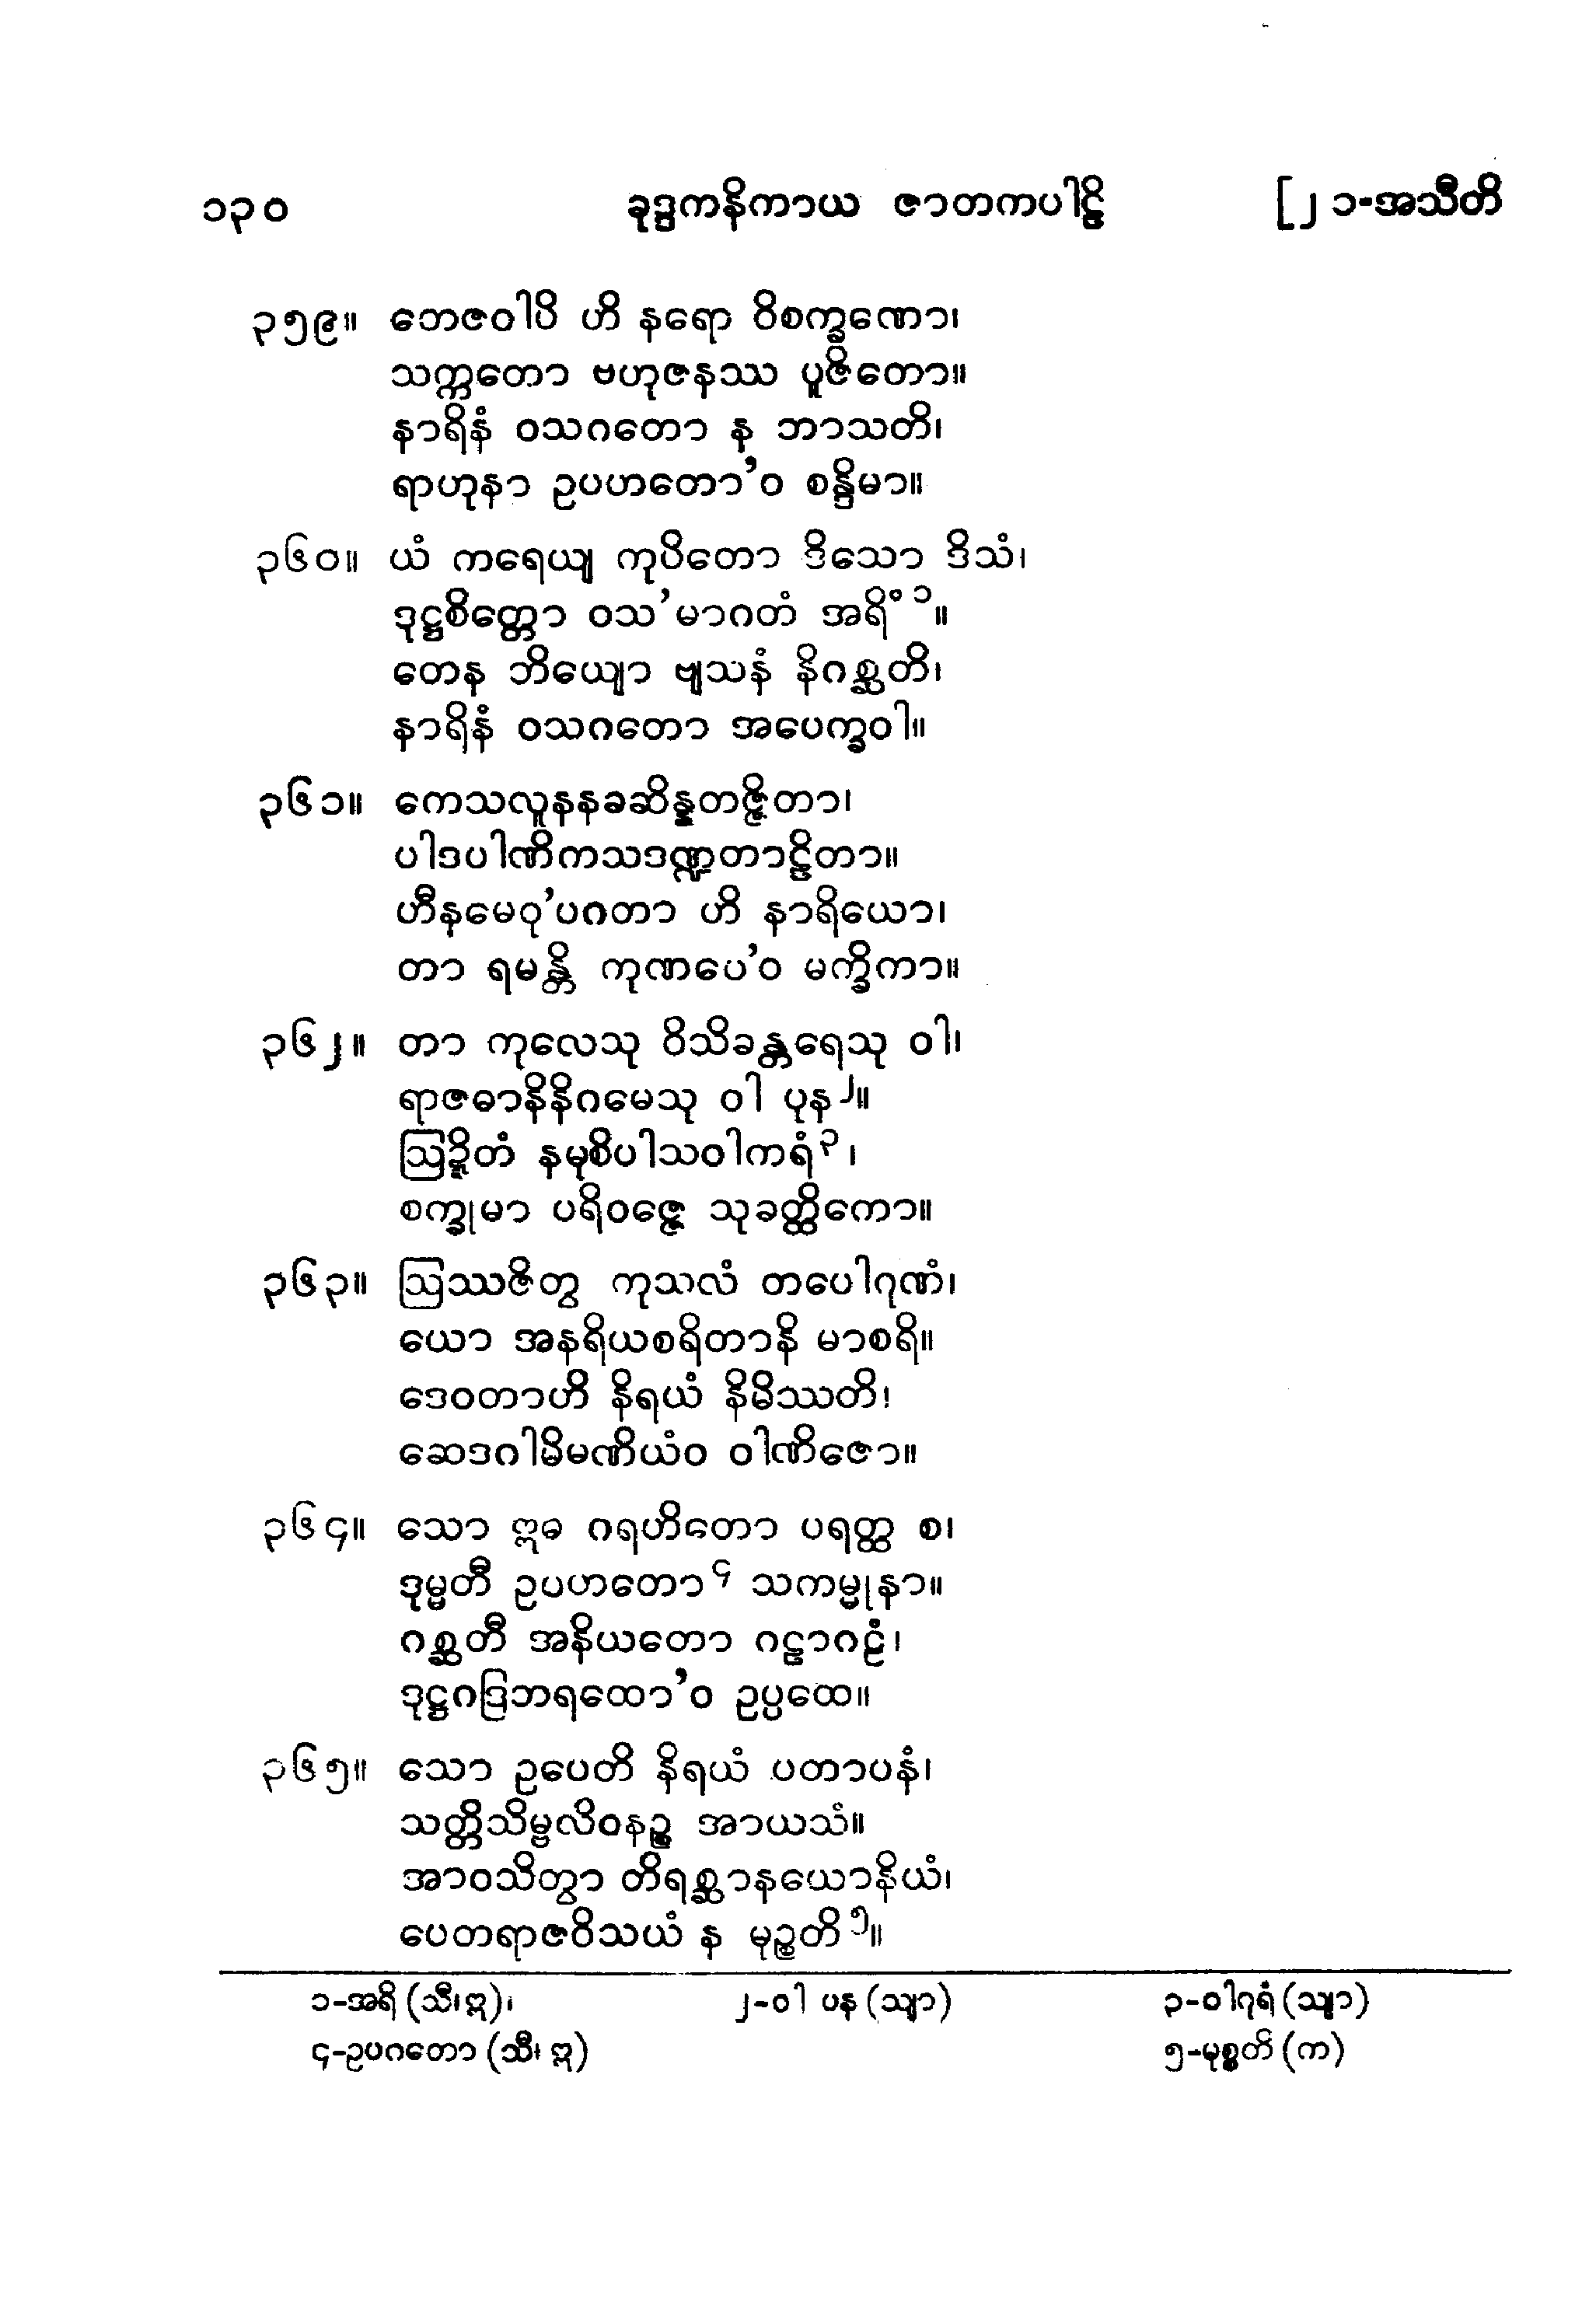 ၁၃၀ ခုဒ္ဒကနိကာယ ဇာတကပါဠိ [၂၁-အသီတိ
၃၅၉။ ဘေဇဝါပိ ဟိ နရော ဝိစက္ခဏော၊
သက္ကတော ဗဟုဇနဿ ပူဇိတော။
နာရိနံ ဝသဂတော န ဘာသတိ၊
ရာဟုနာ ဥပဟတော’ဝ စန္ဒိမာ။
၃၆၀။ ယံ ကရေယျ ကုပိတော ဒိသော ဒိသံ၊
ဒုဋ္ဌစိတ္တော ဝသ’မာဂတံ အရိံ ၁။
တေန ဘိယျော ဗျသနံ နိဂစ္ဆတိ၊
နာရိနံ ဝသဂတော အပေက္ခဝါ။
၃၆၁။ ကေသလူနနခဆိန္နတဇ္ဇိတာ၊
ပါဒပါဏိကသဒဏ္ဍတာဠိတာ။
ဟီနမေဝု’ပဂတာ ဟိ နာရိယော၊
တာ ရမန္တိ ကုဏပေ’ဝ မက္ခိကာ။
၃၆၂။ တာ ကုလေသု ဝိသိခန္တရေသု ဝါ၊
ရာဇဓာနိနိဂမေသု ဝါ ပုန၂။
ဩဍ္ဍိတံ နမုစိပါသဝါကရံ၃၊
စက္ခုမာ ပရိဝဇ္ဇေ သုခတ္ထိကော။
၃၆၃။ ဩဿဇိတွ ကုသလံ တပေါဂုဏံ၊
ယော အနရိယစရိတာနိ မာစရိ။
ဒေဝတာဟိ နိရယံ နိမိဿတိ၊
ဆေဒဂါမိမဏိယံဝ ဝါဏိဇော။
၃၆၄။ သော ဣဓ ဂရဟိတော ပရတ္ထ စ၊
ဒုမ္မတီ ဥပဟတော၄ သကမ္မုနာ။
ဂစ္ဆတီ အနိယတော ဂဠာဂဠံ၊
ဒုဋ္ဌဂဒြဘရထော’ဝ ဥပ္ပထေ။
၃၆၅။ သော ဥပေတိ နိရယံ ပတာပနံ၊
သတ္တိသိမ္ဗလိဝနဉ္စ အာယသံ။
အာဝသိတွာ တိရစ္ဆာနယောနိယံ၊
ပေတရာဇဝိသယံ န မုဉ္စတိ၅။
၁-အရိ (သီ၊ဣ)၊ ၂-ဝါ ပန (သျာ) ၃-ဝါဂုရံ (သျာ)
၄-ဥပဂတော (သီ၊ ဣ) ၅-မုစ္စတိ (က)